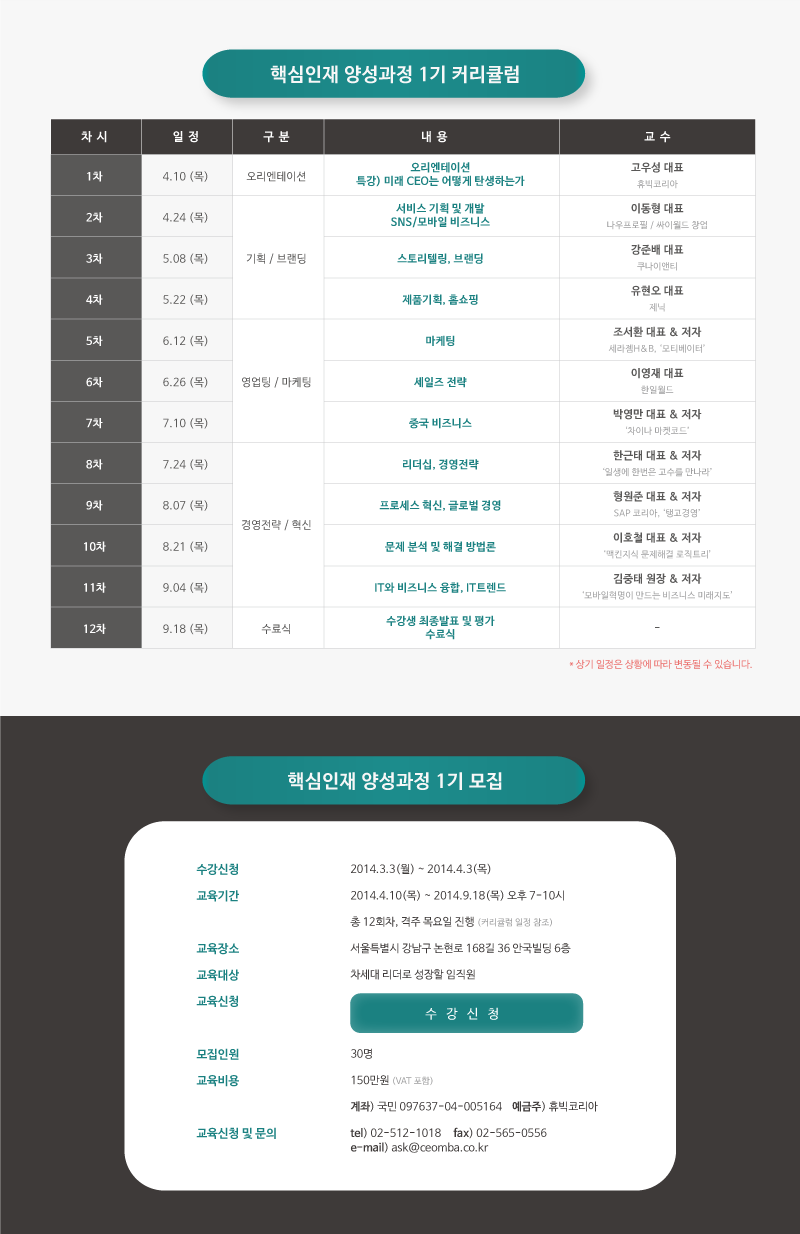 핵심인재 양성과정 1기 커리큘럼
차 시 일 정 구 분 내 용 교 수
1차 4.10 (목) 오리엔테이션 오리엔테이션 고우성 대표
특강) 미래 CEO는 어떻게 탄생하는가 휴빅코리아
2차 4.24 (목) 서비스 기획 및 개발 이동형 대표
SNS/모바일 비즈니스 나우프로필 / 싸이월드 창업
3차 5.08 (목) 기획 / 브랜딩 스토리텔링, 브랜딩 강준배 대표
쿠나이앤티
4차 5.22 (목) 제품기획, 홈쇼핑 유현오 대표
제닉
5차 6.12 (목) 마케팅 조서환 대표 & 저자
세라젬H&B, '모티베이터'
6차 6.26 (목) 영업팅 / 마케팅 세일즈 전략 이영재 대표
한일월드
7차 7.10 (목) 중국 비즈니스 박영만 대표 & 저자
'차이나 마켓코드'
8차 7.24 (목) 리더십, 경영전략 한근태 대표 & 저자
'일생에 한번은 고수를 만나라'
9차 8.07 (목) 경영전략 / 혁신 프로세스 혁신, 글로벌 경영 형원준 대표 & 저자
SAP 코리아, '탱고경영'
10차 8.21 (목) 문제 분석 및 해결 방법론 이호철 대표 & 저자
'맥킨지식 문제해결 로직트리'
11차 9.04 (목) IT와 비즈니스 융합, IT트렌드 김중태 원장 & 저자
'모바일혁명이 만드는 비즈니스 미래지도'
12차 9.18 (목) 수료식 수강생 최종발표 및 평가 -
수료식
* 상기 일정은 상황에 따라 변동될 수 있습니다.
핵심인재 양성과정 1기 모집
수강신청 2014.3.3(월) ~ 2014.4.3(목)
교육기간 2014.4.10(목) ~ 2014.9.18(목) 오후 7-10시
총 12회차, 격주 목요일 진행 (커리큘럼 일정 참조)
교육장소 서울특별시 강남구 논현로 168길 36 안국빌딩 6층
교육대상 차세대 리더로 성장할 임직원
교육신청 수 강 신 청
모집인원 30명
교육비용 150만원 (VAT 포함)
계좌) 국민 097637-04-005164 예금주) 휴빅코리아
교육신청 및 문의 tel) 02-512-1018 fax) 02-565-0556
e-mail) ask@ceomba.co.kr